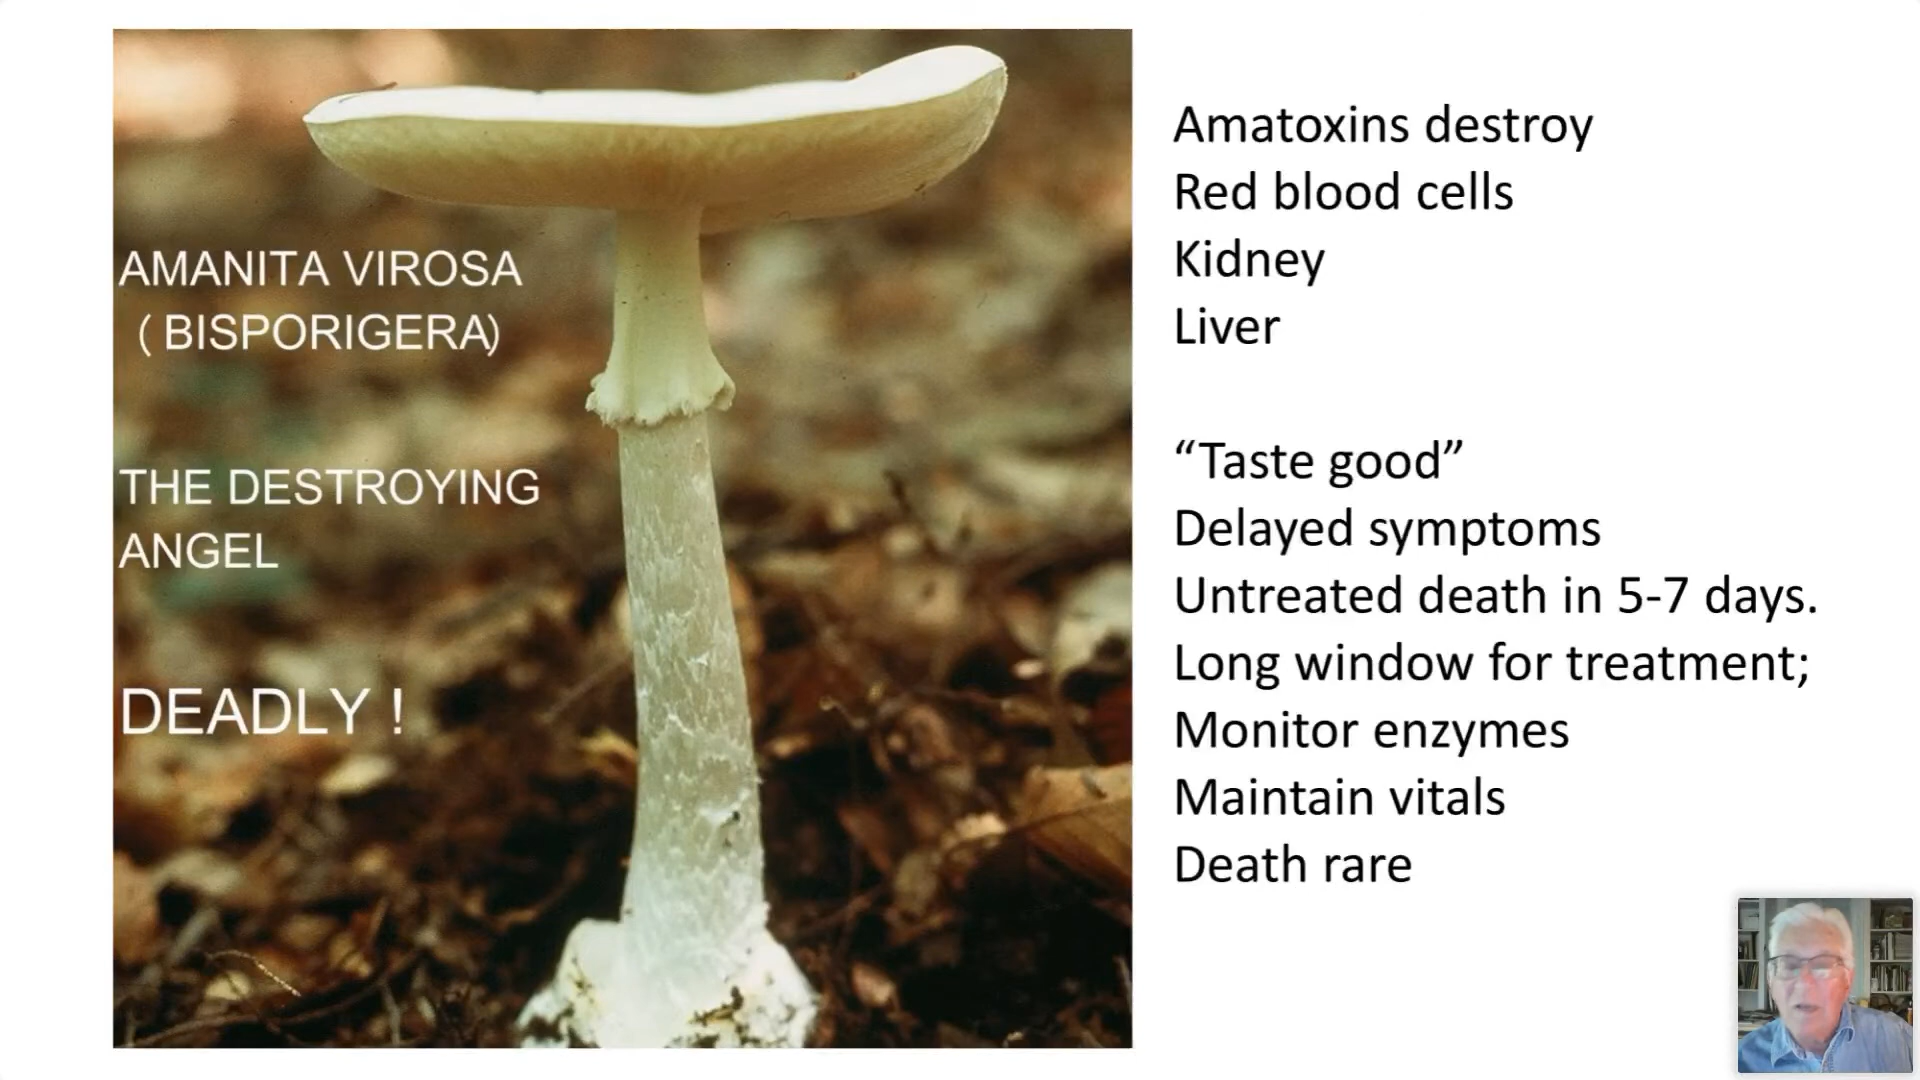 AMANITA VIROSA
( BISPORIGERA)
THE DESTROYING
ANGEL
DEADLY !
Amatoxins destroy
Red blood cells
Kidney
Liver
“Taste good”
Delayed symptoms
Untreated death in 5-7 days.
Long window for treatment;
Monitor enzymes
Maintain vitals
Death rare